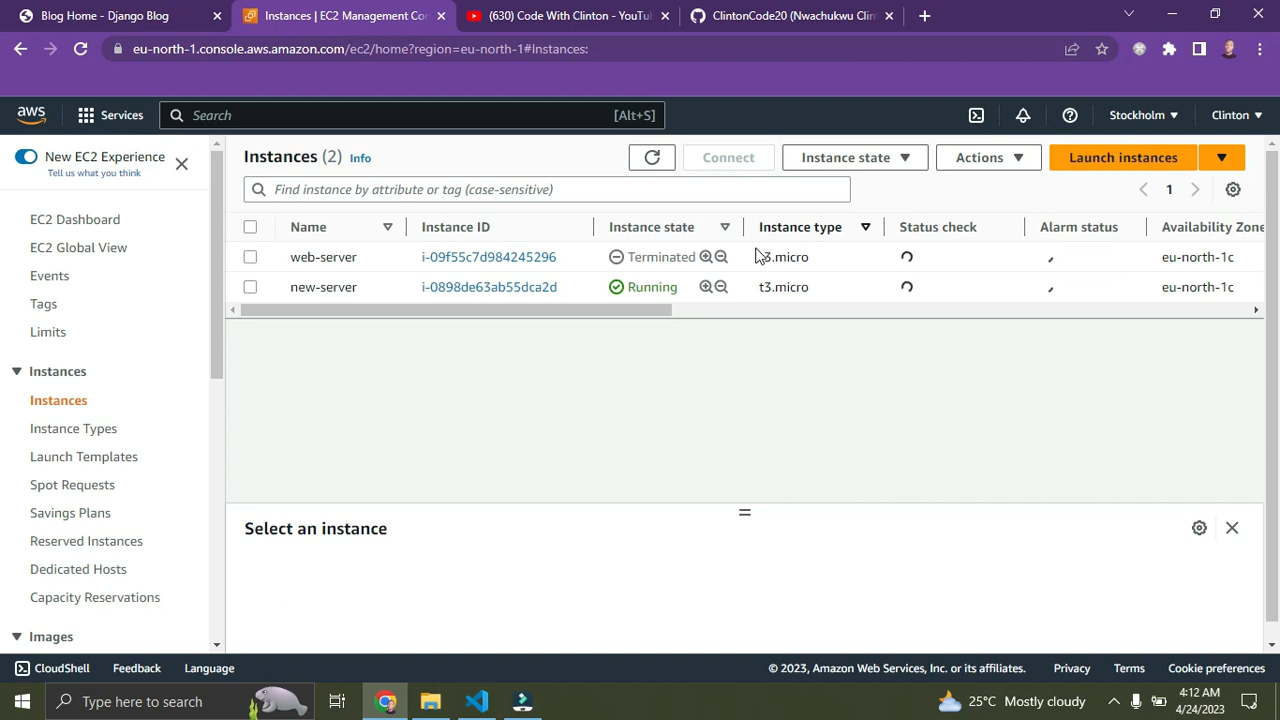 Blog Home - Django Blog
Instances | EC2 Management Con
(630) Code With Clinton - YouTu
ClintonCode20 (Nwachukwu Clin
eu-north-1.console.aws.amazon.com/ec2/home?region=eu-north-1#Instances:
aws
Services
Search
[Alt+S]
Stockholm
Clinton
New EC2 Experience
Tell us what you think
EC2 Dashboard
EC2 Global View
Events
Tags
Limits
Instances
Instances
Instance Types
Launch Templates
Spot Requests
Savings Plans
Reserved Instances
Dedicated Hosts
Capacity Reservations
Images
Instances (2) Info
Connect
Instance state
Actions
Launch instances
Find instance by attribute or tag (case-sensitive)
1
Name Instance ID Instance state Instance type Status check Alarm status Availability Zone
web-server i-09f55c7d984245296 Terminated t3.micro eu-north-1c
new-server i-0898de63ab55dca2d Running t3.micro eu-north-1c
Select an instance
CloudShell
Feedback
Language
© 2023, Amazon Web Services, Inc. or its affiliates.
Privacy
Terms
Cookie preferences
Type here to search
25°C Mostly cloudy
4:12 AM
4/24/2023